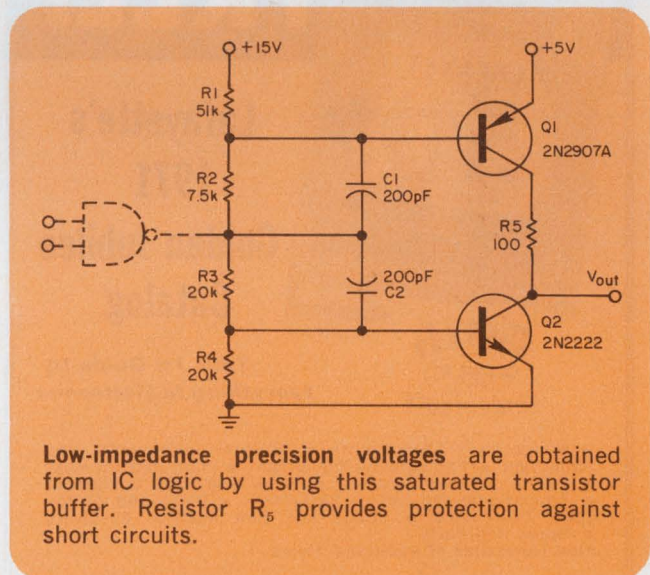 +15V
+5V
R1
51k
Q1
2N2907A
R2
7.5k
C1
200pF
R5
100
R3
20k
200pF
C2
Vout
Q2
2N2222
R4
20k
Low-impedance precision voltages are obtained
from IC logic by using this saturated transistor
buffer. Resistor R₅ provides protection against
short circuits.